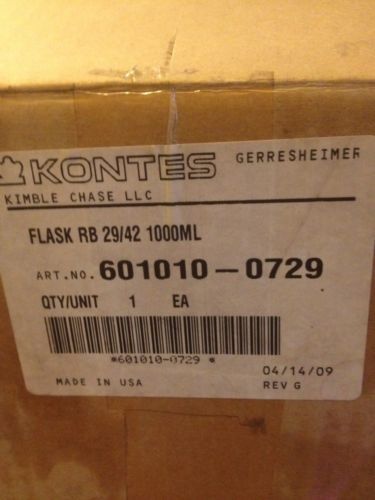 KONTES GERRESHEIMER
KIMBLE CHASE LLC
FLASK RB 29/42 1000ML
ART.NO. 601010-0729
QTY/UNIT 1 EA
*601010-0729 *
04/14/09
MADE IN USA REV G